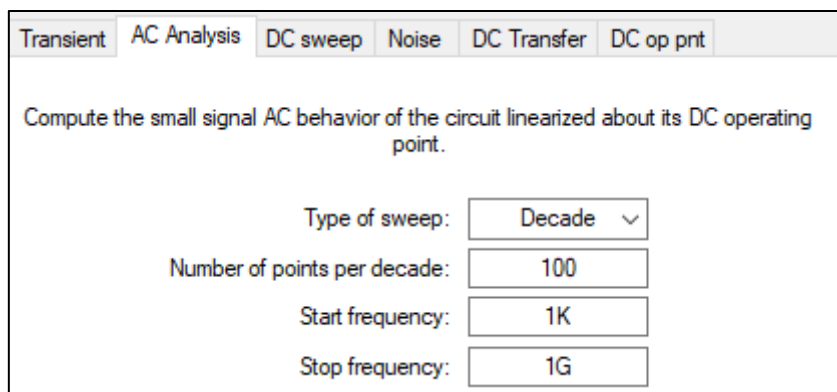 Transient AC Analysis DC sweep Noise DC Transfer DC op pnt
Compute the small signal AC behavior of the circuit linearized about its DC operating
point.
Type of sweep: Decade
Number of points per decade: 100
Start frequency: 1K
Stop frequency: 1G